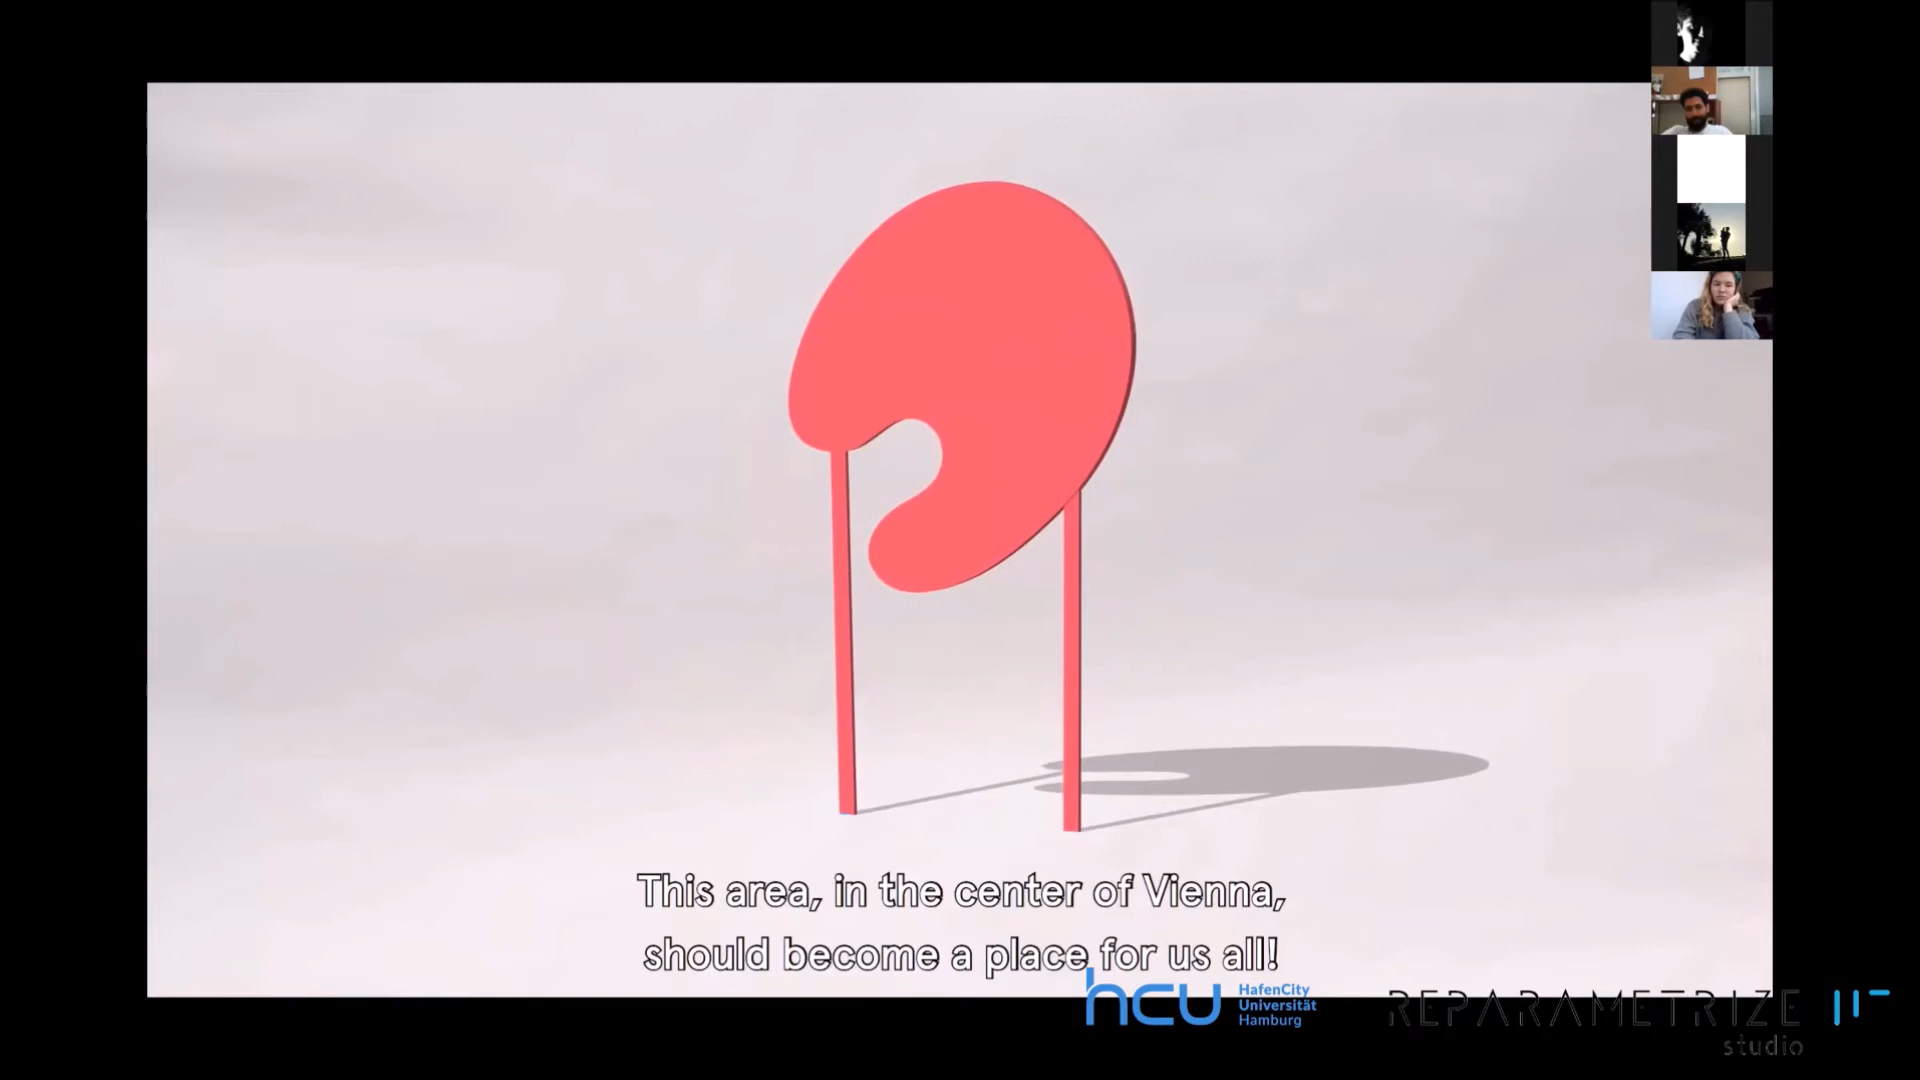 This area, in the center of Vienna,
should become a place for us all!
hcu
HafenCity
Universität
Hamburg
REPARAMETRIZE
studio